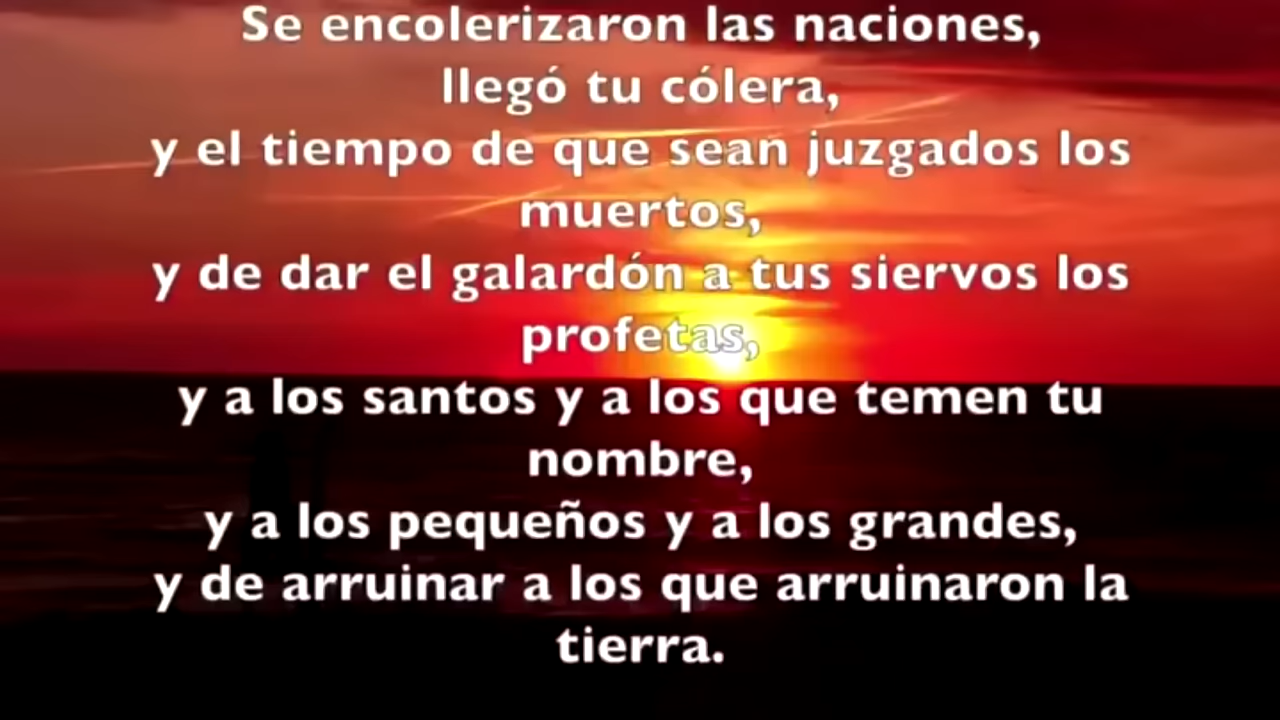 Se encolerizaron las naciones,
llegó tu cólera,
y el tiempo de que sean juzgados los
muertos,
y de dar el galardón a tus siervos los
profetas,
y a los santos y a los que temen tu
nombre,
y a los pequeños y a los grandes,
y de arruinar a los que arruinaron la
tierra.